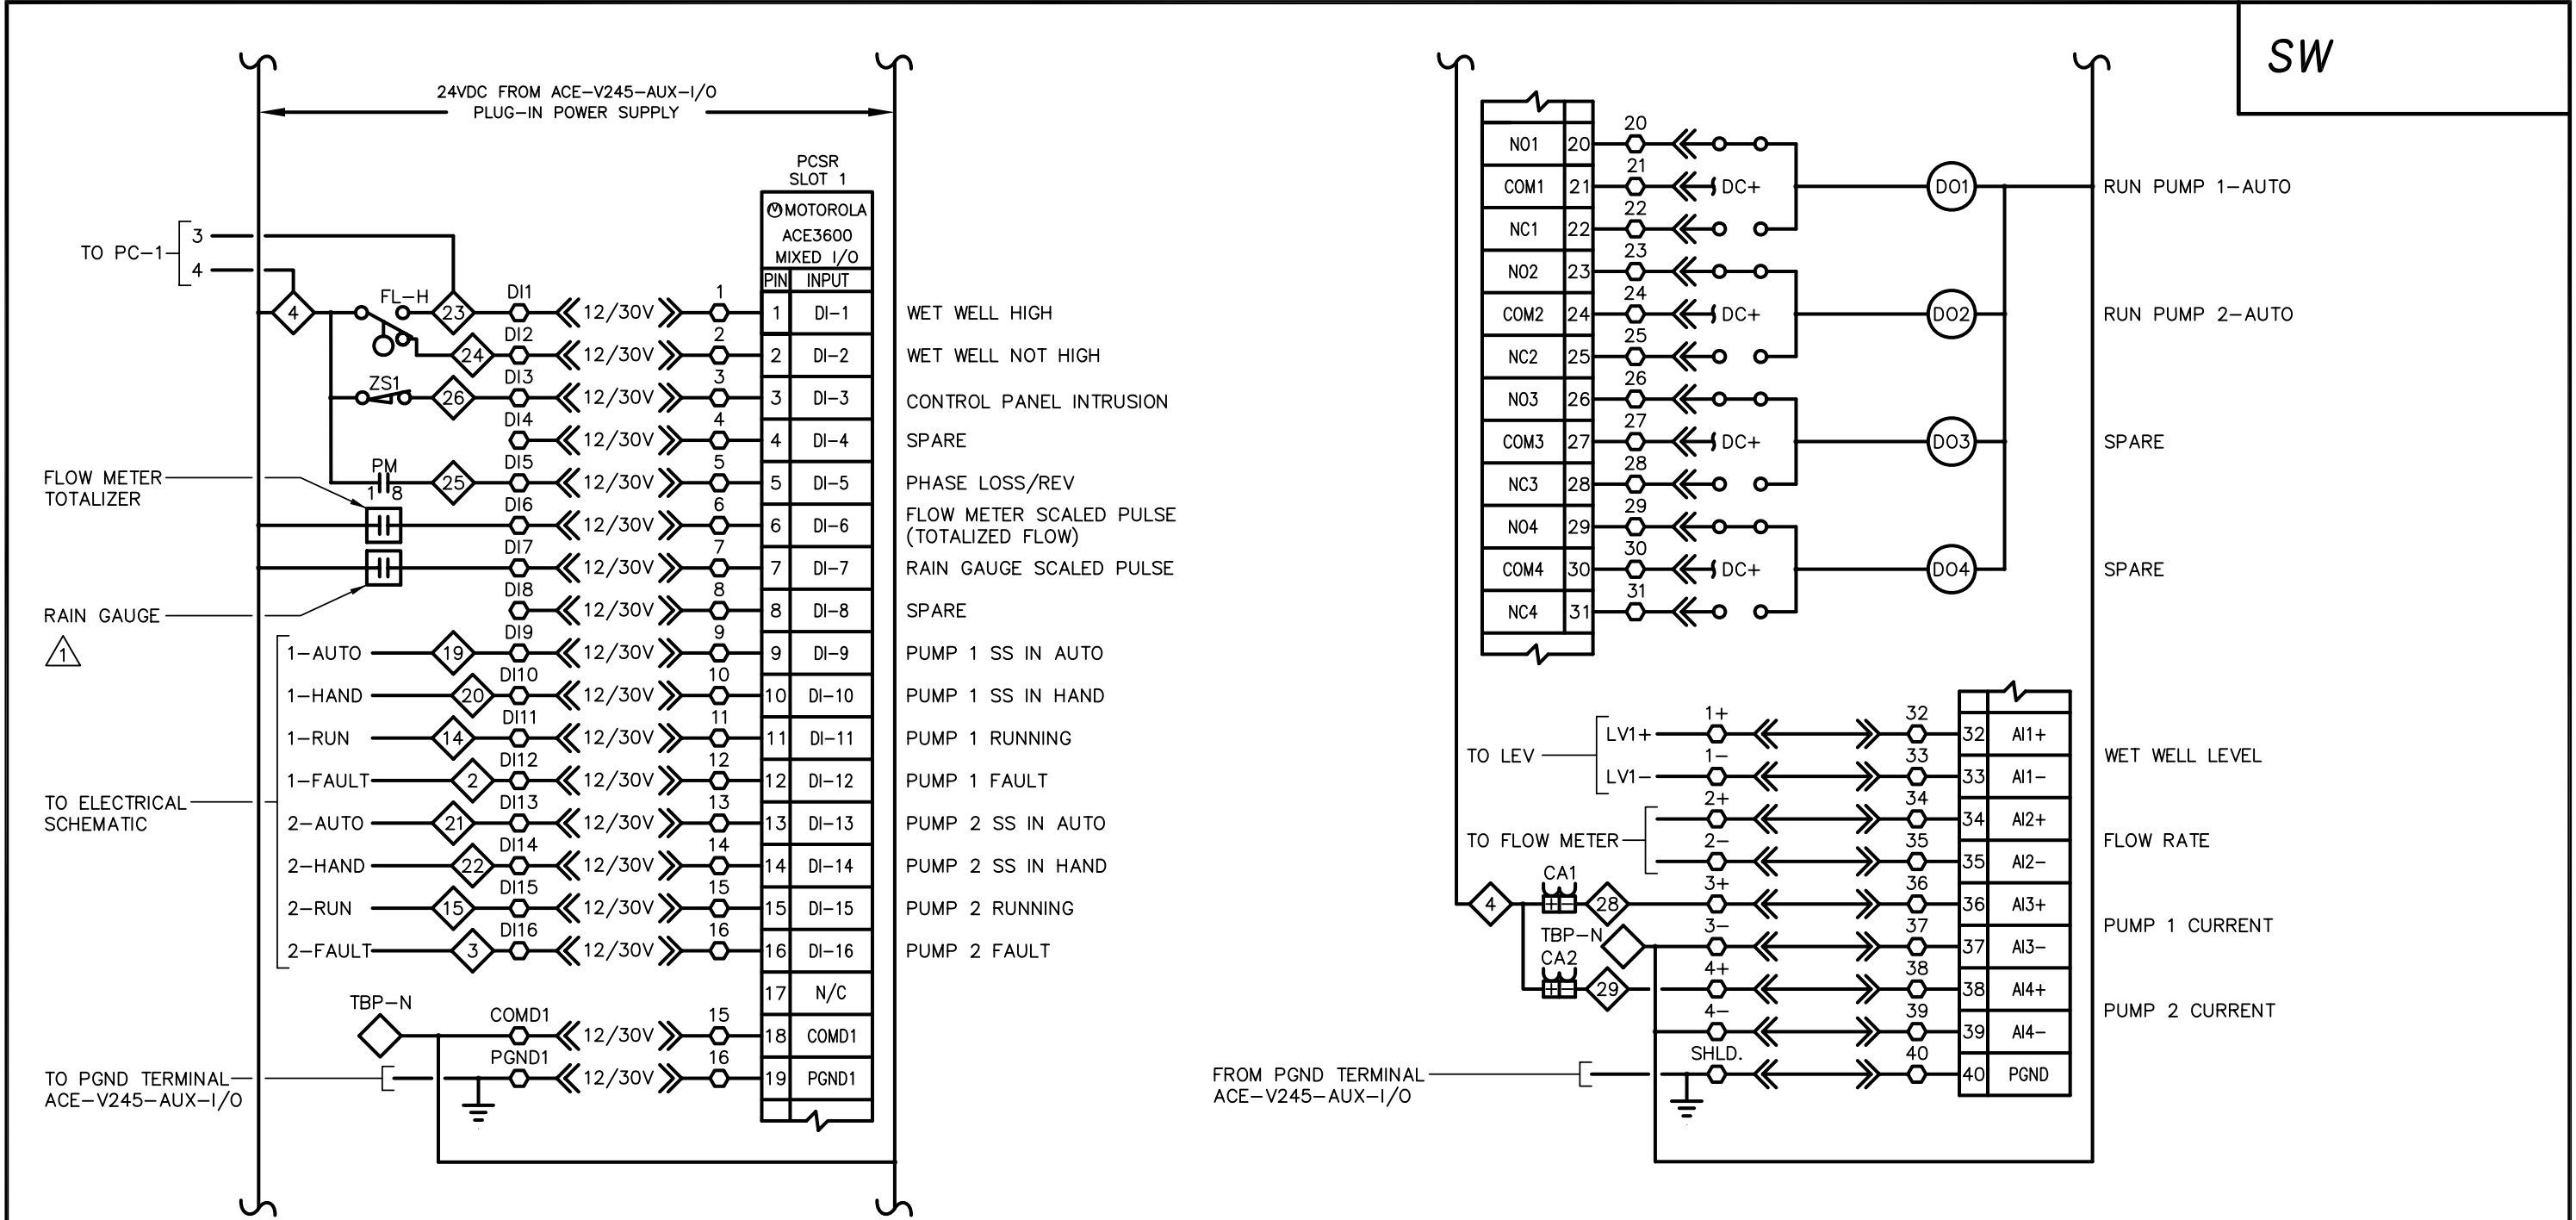 SW
24VDC FROM ACE-V245-AUX-I/O
PLUG-IN POWER SUPPLY
PCSR
SLOT 1
MOTOROLA
ACE3600
MIXED I/O
PIN INPUT
TO PC-1
3
4
4 FL-H 23 DI1 12/30V 1 1 DI-1 WET WELL HIGH
24 DI2 12/30V 2 2 DI-2 WET WELL NOT HIGH
ZS1 26 DI3 12/30V 3 3 DI-3 CONTROL PANEL INTRUSION
DI4 12/30V 4 4 DI-4 SPARE
PM 1 8 25 DI5 12/30V 5 5 DI-5 PHASE LOSS/REV
FLOW METER
TOTALIZER
DI6 12/30V 6 6 DI-6 FLOW METER SCALED PULSE
(TOTALIZED FLOW)
DI7 12/30V 7 7 DI-7 RAIN GAUGE SCALED PULSE
RAIN GAUGE
1
DI8 12/30V 8 8 DI-8 SPARE
1-AUTO 19 DI9 12/30V 9 9 DI-9 PUMP 1 SS IN AUTO
1-HAND 20 DI10 12/30V 10 10 DI-10 PUMP 1 SS IN HAND
1-RUN 14 DI11 12/30V 11 11 DI-11 PUMP 1 RUNNING
1-FAULT 2 DI12 12/30V 12 12 DI-12 PUMP 1 FAULT
TO ELECTRICAL
SCHEMATIC
2-AUTO 21 DI13 12/30V 13 13 DI-13 PUMP 2 SS IN AUTO
2-HAND 22 DI14 12/30V 14 14 DI-14 PUMP 2 SS IN HAND
2-RUN 15 DI15 12/30V 15 15 DI-15 PUMP 2 RUNNING
2-FAULT 3 DI16 12/30V 16 16 DI-16 PUMP 2 FAULT
17 N/C
TBP-N COMD1 12/30V 15 18 COMD1
PGND1 12/30V 16 19 PGND1
TO PGND TERMINAL
ACE-V245-AUX-I/O
NO1 20 20
COM1 21 21 DC+ DO1 RUN PUMP 1-AUTO
NC1 22 22
NO2 23 23
COM2 24 24 DC+ DO2 RUN PUMP 2-AUTO
NC2 25 25
NO3 26 26
COM3 27 27 DC+ DO3 SPARE
NC3 28 28
NO4 29 29
COM4 30 30 DC+ DO4 SPARE
NC4 31 31
TO LEV
LV1+ 1+ 32 32 AI1+
WET WELL LEVEL
LV1- 1- 33 33 AI1-
2+ 34 34 AI2+
TO FLOW METER
FLOW RATE
2- 35 35 AI2-
4 CA1 28 3+ 36 36 AI3+
PUMP 1 CURRENT
TBP-N 3- 37 37 AI3-
CA2 29 4+ 38 38 AI4+
PUMP 2 CURRENT
4- 39 39 AI4-
SHLD. 40 40 PGND
FROM PGND TERMINAL
ACE-V245-AUX-I/O